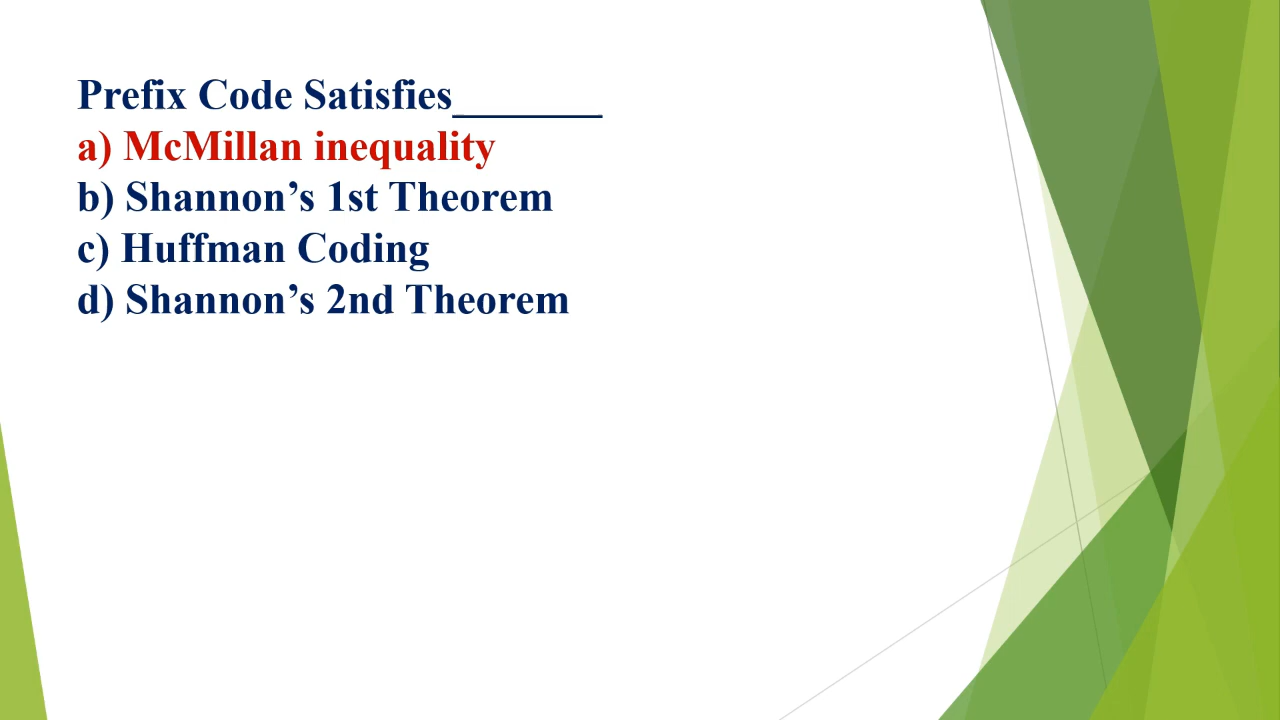 Prefix Code Satisfies_______
a) McMillan inequality
b) Shannon’s 1st Theorem
c) Huffman Coding
d) Shannon’s 2nd Theorem